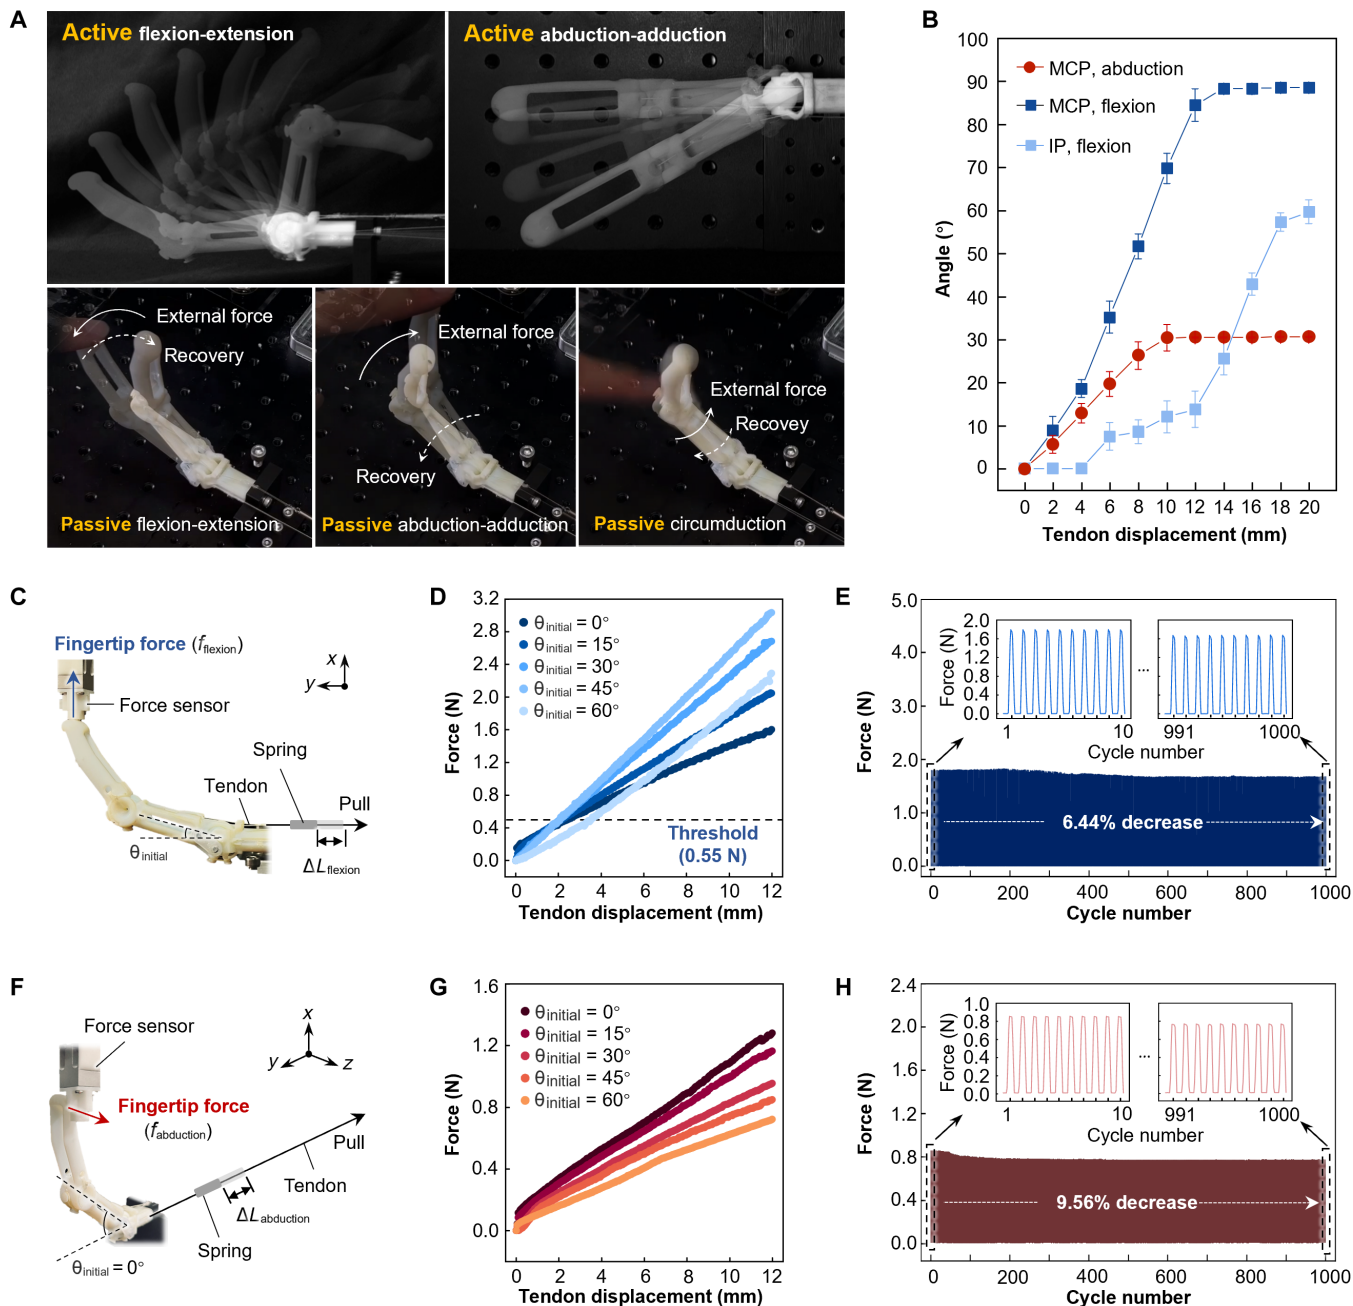 A
Active flexion-extension
Active abduction-adduction
External force
Recovery
Passive flexion-extension
External force
Recovery
Passive abduction-adduction
External force
Recovey
Passive circumduction
B
100
90
80
70
60
50
40
30
20
10
0
MCP, abduction
MCP, flexion
IP, flexion
Angle (°)
0 2 4 6 8 10 12 14 16 18 20
Tendon displacement (mm)
C
Fingertip force (fflexion)
Force sensor
x
y
Spring
Tendon
Pull
θinitial
ΔLflexion
D
3.2
2.8
2.4
2.0
1.6
1.2
0.8
0.4
0.0
Force (N)
θinitial = 0°
θinitial = 15°
θinitial = 30°
θinitial = 45°
θinitial = 60°
Threshold
(0.55 N)
0 2 4 6 8 10 12
Tendon displacement (mm)
E
5.0
4.0
3.0
2.0
1.0
0.0
Force (N)
2.0
1.6
1.2
0.8
0.4
0.0
Force (N)
...
1 10 991 1000
Cycle number
6.44% decrease
0 200 400 600 800 1000
Cycle number
F
Force sensor
x
y
z
Fingertip force
(fabduction)
Pull
Tendon
ΔLabduction
Spring
θinitial = 0°
G
1.6
1.2
0.8
0.4
0.0
Force (N)
θinitial = 0°
θinitial = 15°
θinitial = 30°
θinitial = 45°
θinitial = 60°
0 2 4 6 8 10 12
Tendon displacement (mm)
H
2.4
2.0
1.6
1.2
0.8
0.4
0.0
Force (N)
1.0
0.8
0.6
0.4
0.2
0.0
Force (N)
...
1 10 991 1000
Cycle number
9.56% decrease
0 200 400 600 800 1000
Cycle number